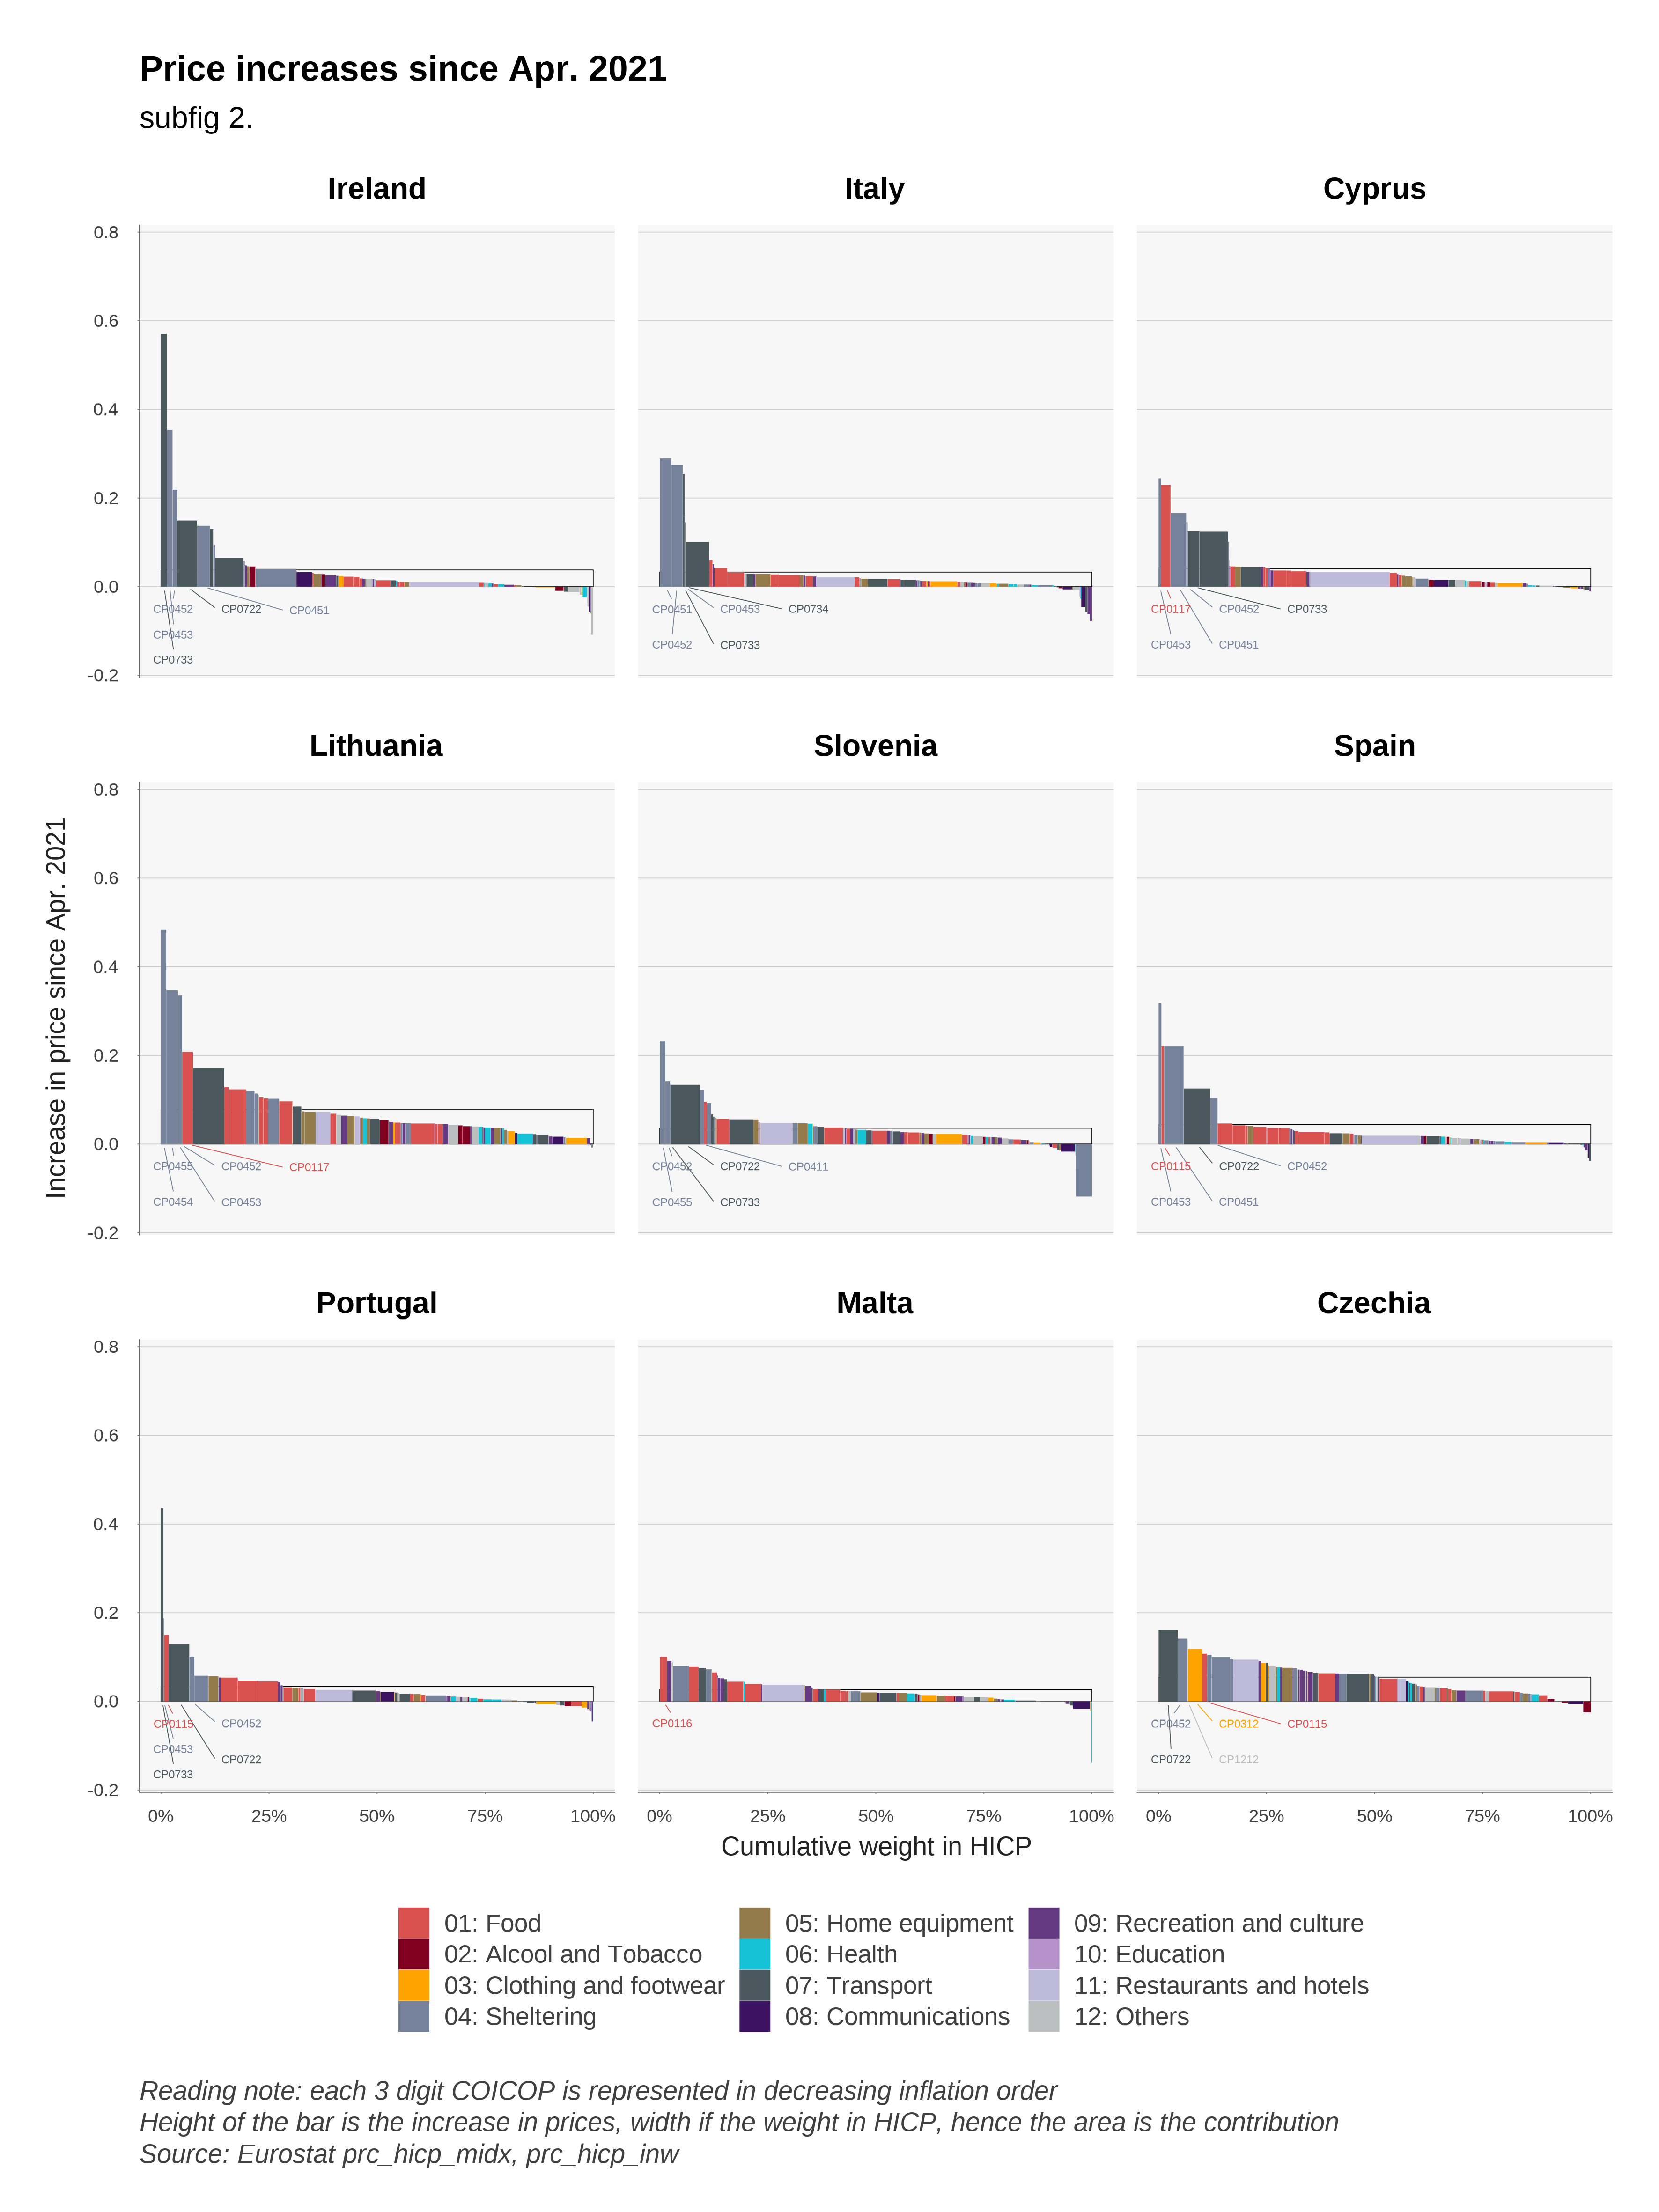 Price increases since Apr. 2021
subfig 2.
Ireland
Italy
Cyprus
0.8
0.6
0.4
0.2
0.0
-0.2
CP0452
CP0722
CP0451
CP0453
CP0733
CP0451
CP0453
CP0734
CP0452
CP0733
CP0117
CP0452
CP0733
CP0453
CP0451
Lithuania
Slovenia
Spain
Increase in price since Apr. 2021
0.8
0.6
0.4
0.2
0.0
-0.2
CP0455
CP0452
CP0117
CP0454
CP0453
CP0452
CP0722
CP0411
CP0455
CP0733
CP0115
CP0722
CP0452
CP0453
CP0451
Portugal
Malta
Czechia
0.8
0.6
0.4
0.2
0.0
-0.2
CP0115
CP0452
CP0453
CP0722
CP0733
CP0116
CP0452
CP0312
CP0115
CP0722
CP1212
0% 25% 50% 75% 100%
0% 25% 50% 75% 100%
0% 25% 50% 75% 100%
Cumulative weight in HICP
01: Food
02: Alcool and Tobacco
03: Clothing and footwear
04: Sheltering
05: Home equipment
06: Health
07: Transport
08: Communications
09: Recreation and culture
10: Education
11: Restaurants and hotels
12: Others
Reading note: each 3 digit COICOP is represented in decreasing inflation order
Height of the bar is the increase in prices, width if the weight in HICP, hence the area is the contribution
Source: Eurostat prc_hicp_midx, prc_hicp_inw